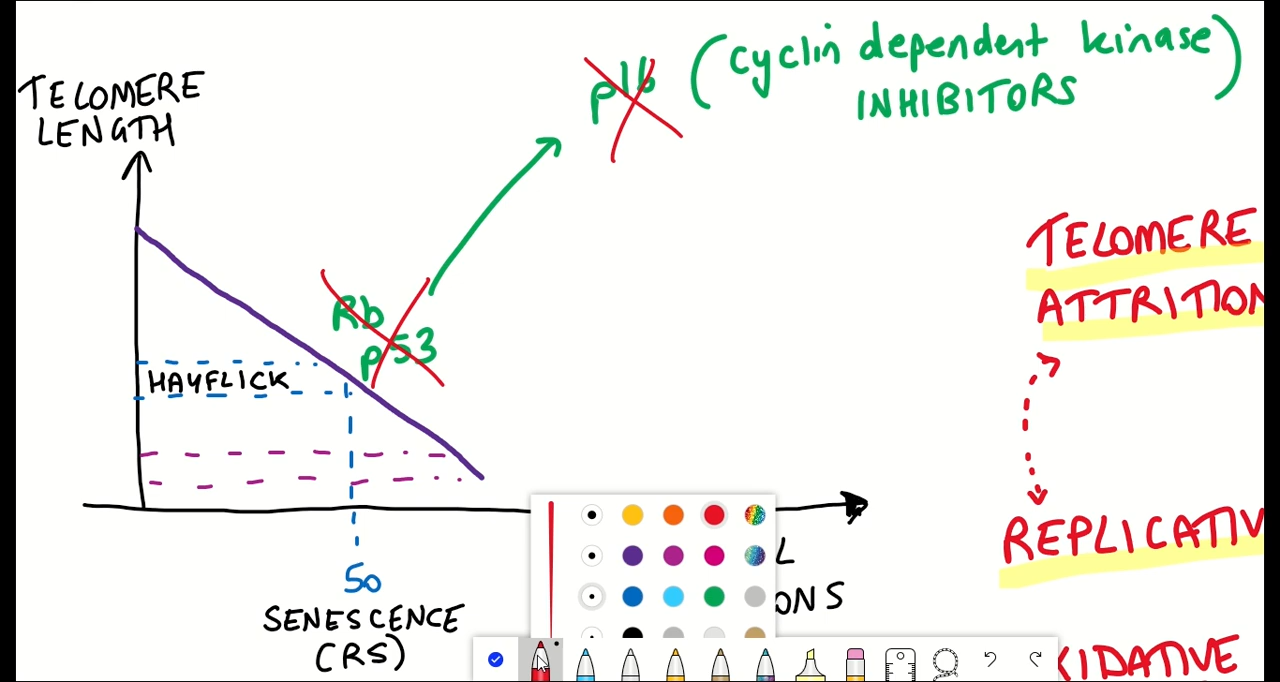 p16 (cyclin dependent kinase)
INHIBITORS
TELOMERE
LENGTH
Rb
p53
HAYFLICK
50
SENESCENCE
(RS)
TELOMERE
ATTRITION
REPLICATIV